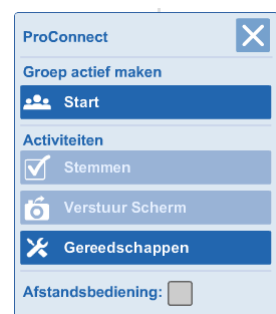 ProConnect
Groep actief maken
Start
Activiteiten
Stemmen
Verstuur Scherm
Gereedschappen
Afstandsbediening: